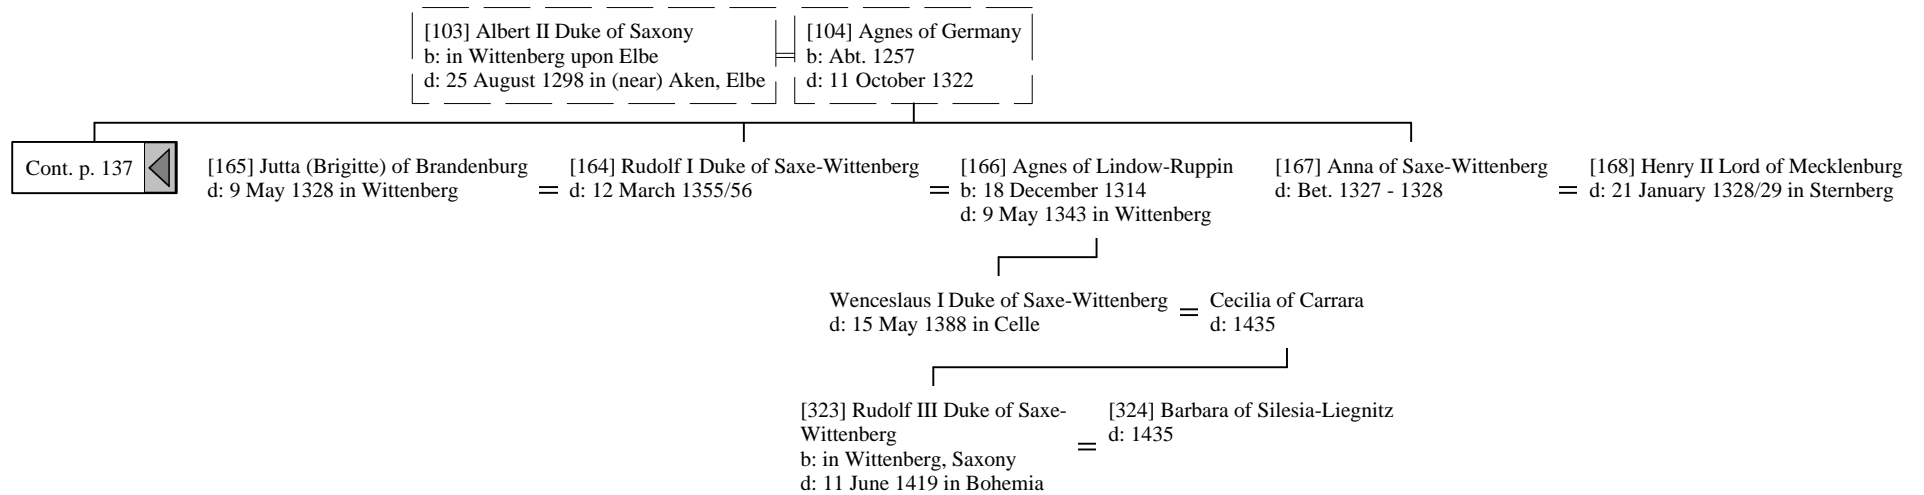 [103] Albert II Duke of Saxony
b: in Wittenberg upon Elbe
d: 25 August 1298 in (near) Aken, Elbe
=
[104] Agnes of Germany
b: Abt. 1257
d: 11 October 1322
Cont. p. 137
[165] Jutta (Brigitte) of Brandenburg
d: 9 May 1328 in Wittenberg
=
[164] Rudolf I Duke of Saxe-Wittenberg
d: 12 March 1355/56
=
[166] Agnes of Lindow-Ruppin
b: 18 December 1314
d: 9 May 1343 in Wittenberg
[167] Anna of Saxe-Wittenberg
d: Bet. 1327 - 1328
=
[168] Henry II Lord of Mecklenburg
d: 21 January 1328/29 in Sternberg
Wenceslaus I Duke of Saxe-Wittenberg
d: 15 May 1388 in Celle
=
Cecilia of Carrara
d: 1435
[323] Rudolf III Duke of Saxe-
Wittenberg
b: in Wittenberg, Saxony
d: 11 June 1419 in Bohemia
=
[324] Barbara of Silesia-Liegnitz
d: 1435